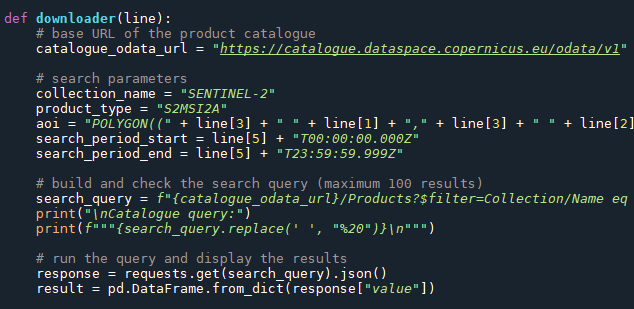 def downloader(line):
    # base URL of the product catalogue
    catalogue_odata_url = "https://catalogue.dataspace.copernicus.eu/odata/v1"

    # search parameters
    collection_name = "SENTINEL-2"
    product_type = "S2MSI2A"
    aoi = "POLYGON((" + line[3] + " " + line[1] + "," + line[3] + " " + line[2]
    search_period_start = line[5] + "T00:00:00.000Z"
    search_period_end = line[5] + "T23:59:59.999Z"

    # build and check the search query (maximum 100 results)
    search_query = f"{catalogue_odata_url}/Products?$filter=Collection/Name eq
    print("\nCatalogue query:")
    print(f"""{search_query.replace(' ', "%20")}\n""")

    # run the query and display the results
    response = requests.get(search_query).json()
    result = pd.DataFrame.from_dict(response["value"])